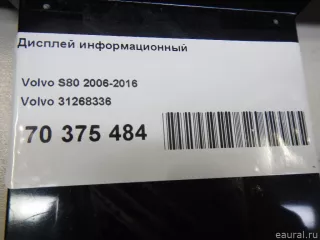 Дисплей информационный
Volvo S80 2006-2016
Volvo 31268336
70 375 484
eaural.ru